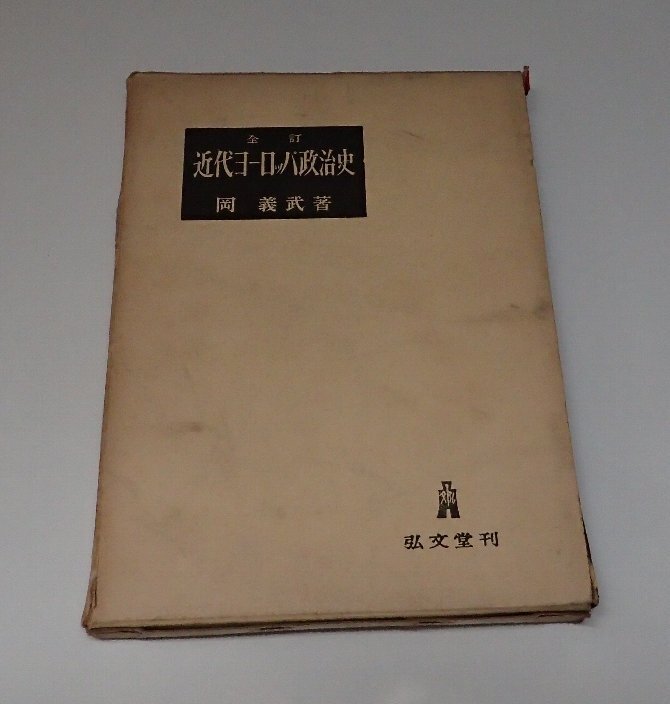 全訂
近代ヨーロッパ政治史
岡義武著
弘文堂刊